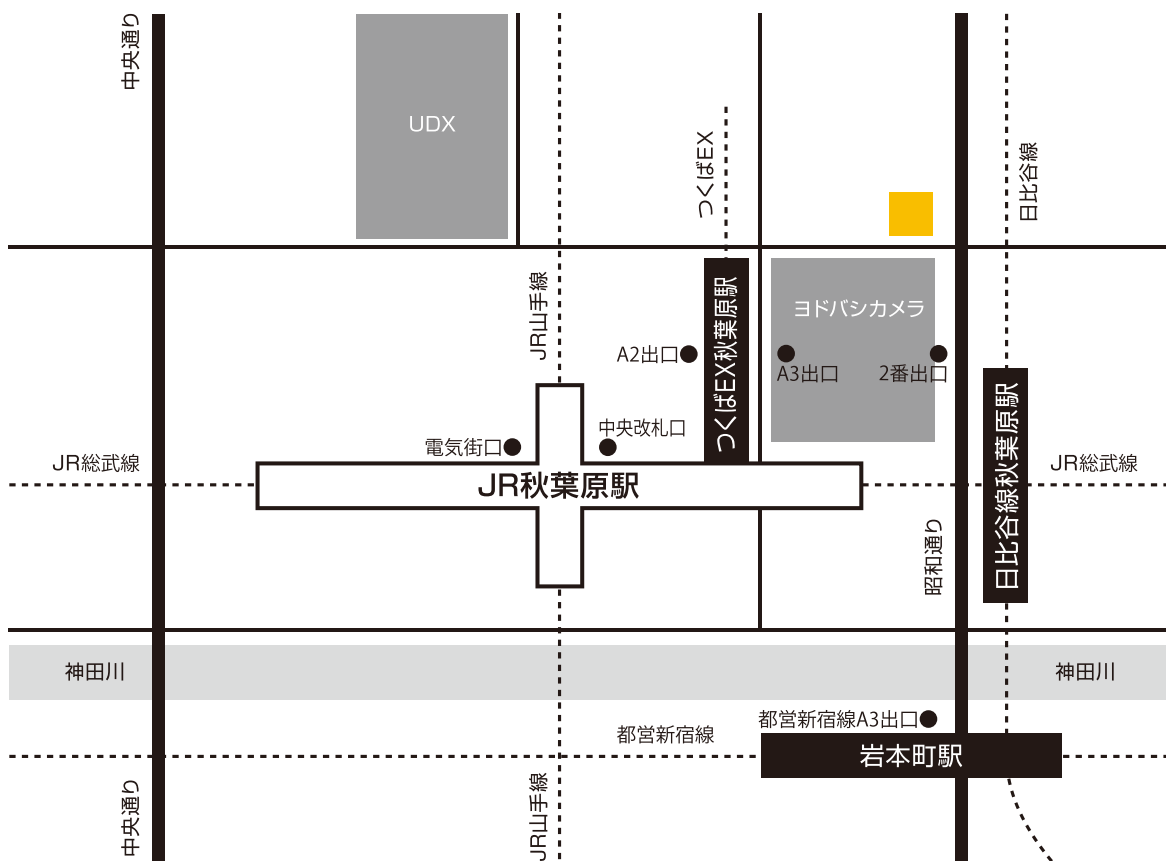 中央通り
UDX
つくばEX
日比谷線
JR山手線
ヨドバシカメラ
つくばEX秋葉原駅
A2出口
A3出口
2番出口
電気街口
中央改札口
日比谷線秋葉原駅
JR総武線
JR秋葉原駅
JR総武線
昭和通り
神田川
神田川
都営新宿線A3出口
都営新宿線
岩本町駅
中央通り
JR山手線